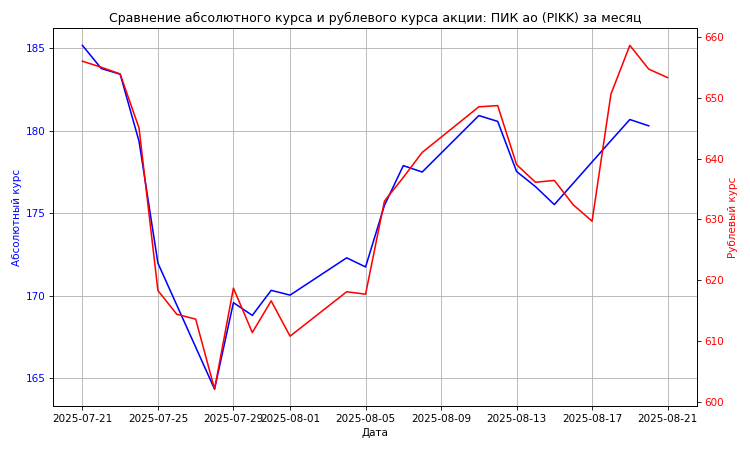 Сравнение абсолютного курса и рублевого курса акции: ПИК ао (PIKK) за месяц
185
180
175
170
165
Абсолютный курс
660
650
640
630
620
610
600
Рублевый курс
2025-07-21 2025-07-25 2025-07-29 2025-08-01 2025-08-05 2025-08-09 2025-08-13 2025-08-17 2025-08-21
Дата